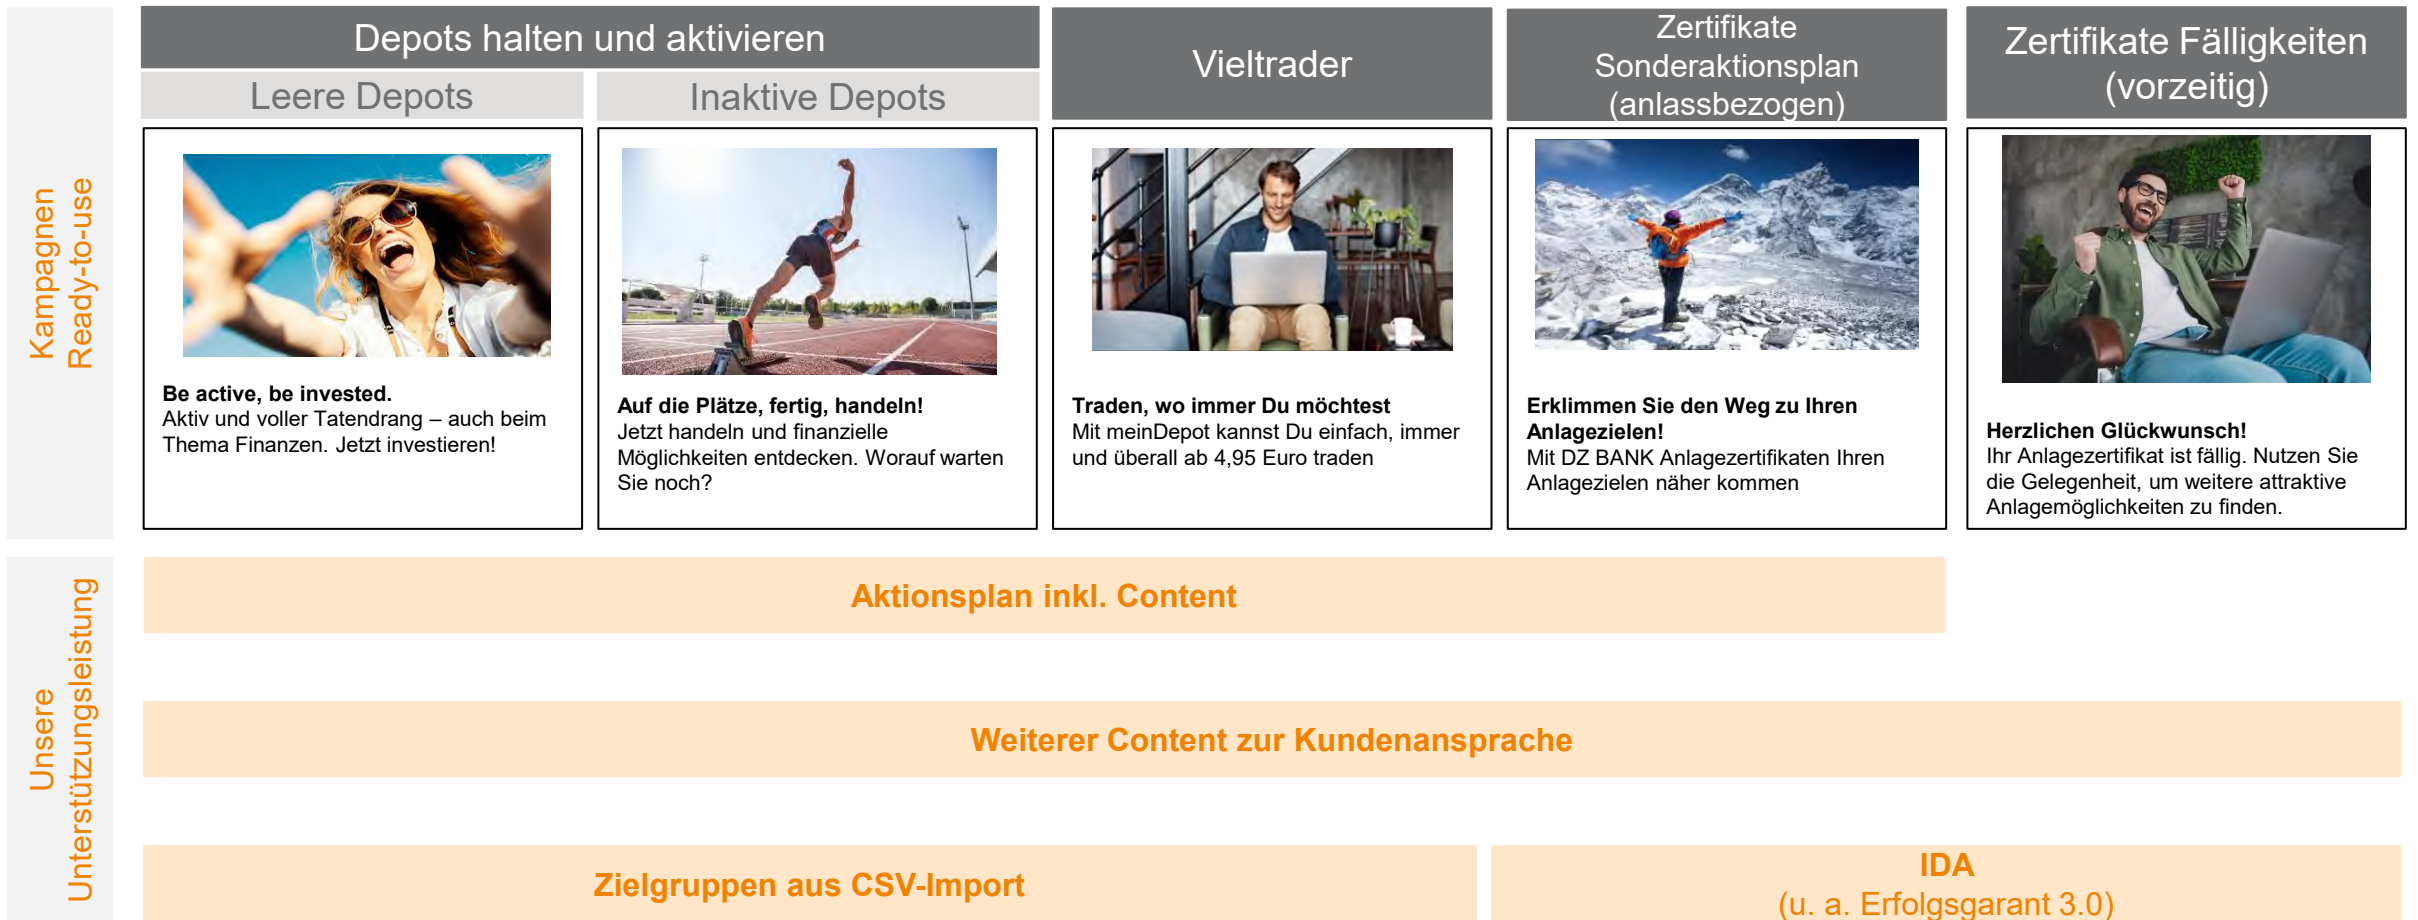 Kampagnen
Ready-to-use
Depots halten und aktivieren
Leere Depots
Inaktive Depots
Vieltrader
Zertifikate
Sonderaktionsplan
(anlassbezogen)
Zertifikate Fälligkeiten
(vorzeitig)
Be active, be invested.
Aktiv und voller Tatendrang – auch beim
Thema Finanzen. Jetzt investieren!
Auf die Plätze, fertig, handeln!
Jetzt handeln und finanzielle
Möglichkeiten entdecken. Worauf warten
Sie noch?
Traden, wo immer Du möchtest
Mit meinDepot kannst Du einfach, immer
und überall ab 4,95 Euro traden
Erklimmen Sie den Weg zu Ihren
Anlagezielen!
Mit DZ BANK Anlagezertifikaten Ihren
Anlagezielen näher kommen
Herzlichen Glückwunsch!
Ihr Anlagezertifikat ist fällig. Nutzen Sie
die Gelegenheit, um weitere attraktive
Anlagemöglichkeiten zu finden.
Unsere
Unterstützungsleistung
Aktionsplan inkl. Content
Weiterer Content zur Kundenansprache
Zielgruppen aus CSV-Import
IDA
(u. a. Erfolgsgarant 3.0)